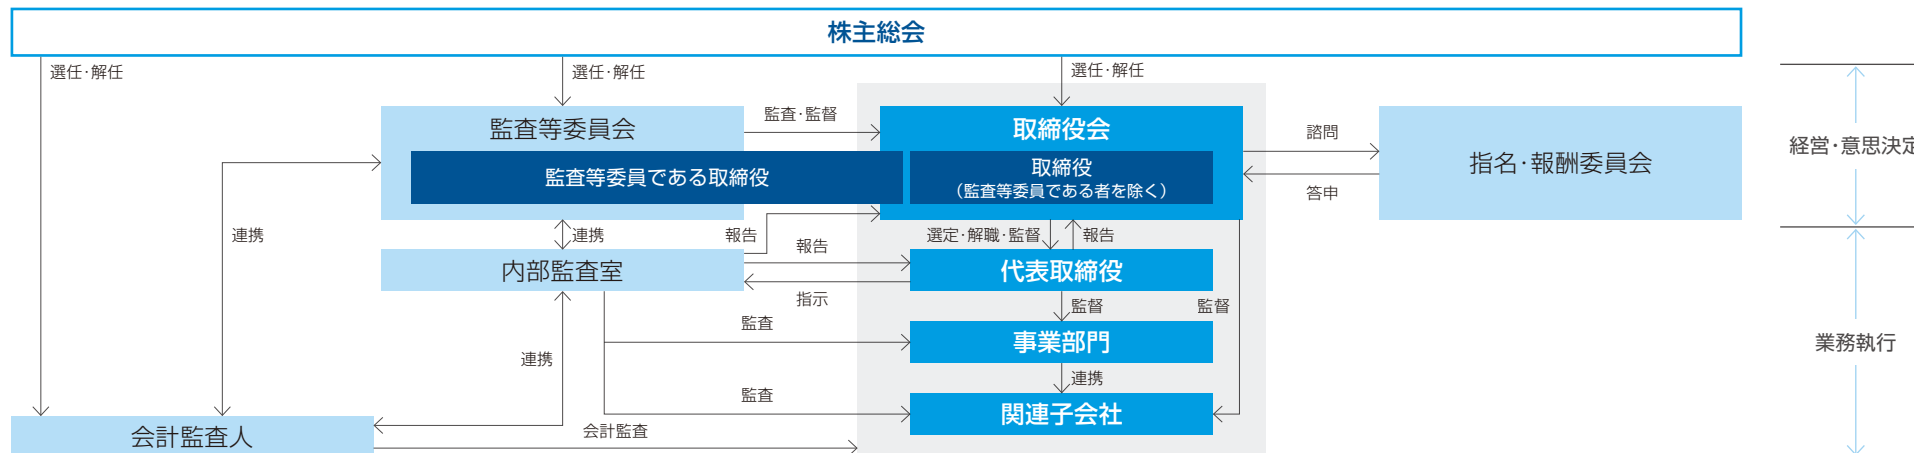 株主総会
選任・解任
選任・解任
選任・解任
監査等委員会
監査・監督
取締役会
諮問
経営・意思決定
指名・報酬委員会
監査等委員である取締役
取締役
（監査等委員である者を除く）
答申
連携
連携
報告
選定・解職・監督
報告
報告
内部監査室
代表取締役
指示
監督
監督
監査
事業部門
業務執行
連携
連携
監査
関連子会社
会計監査人
会計監査